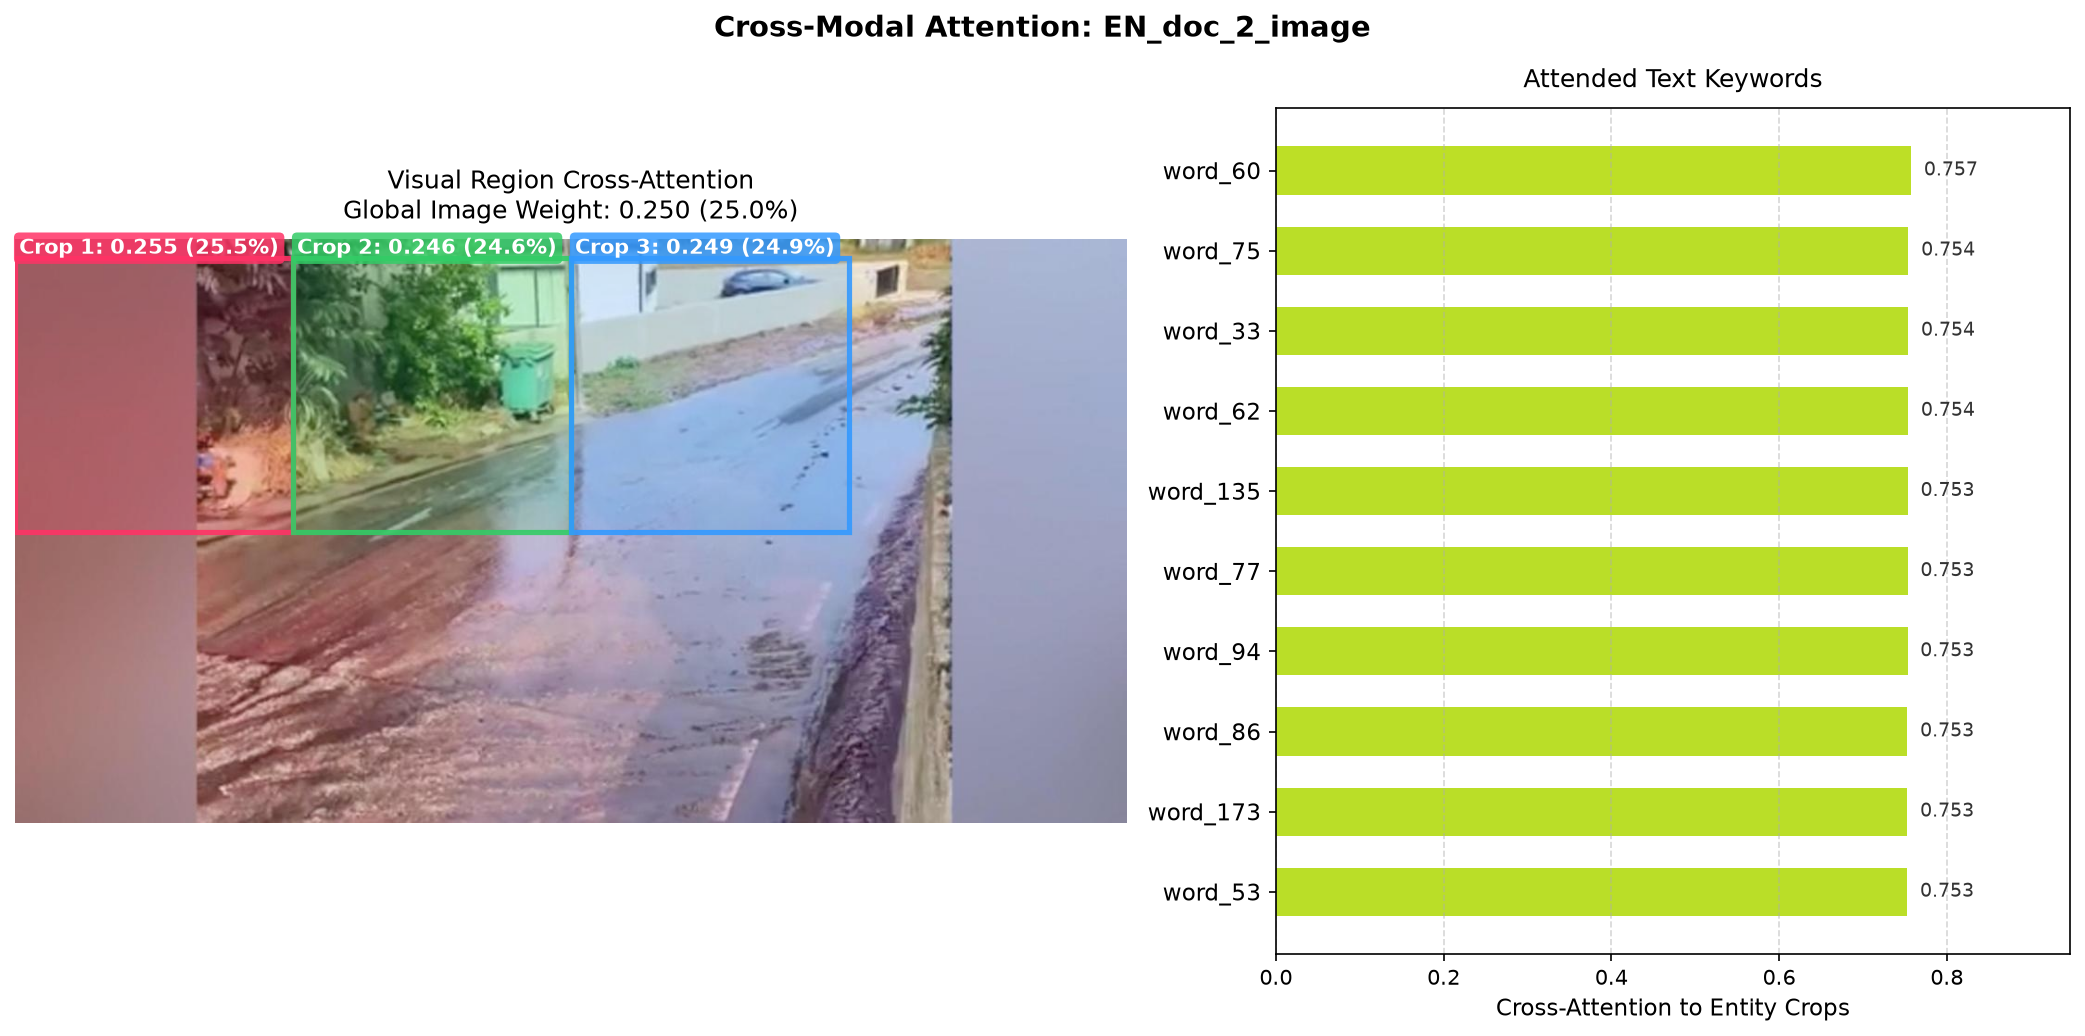 Cross-Modal Attention: EN_doc_2_image
Visual Region Cross-Attention
Global Image Weight: 0.250 (25.0%)
Crop 1: 0.255 (25.5%)
Crop 2: 0.246 (24.6%)
Crop 3: 0.249 (24.9%)
Attended Text Keywords
word_60 0.757
word_75 0.754
word_33 0.754
word_62 0.754
word_135 0.753
word_77 0.753
word_94 0.753
word_86 0.753
word_173 0.753
word_53 0.753
0.0 0.2 0.4 0.6 0.8
Cross-Attention to Entity Crops